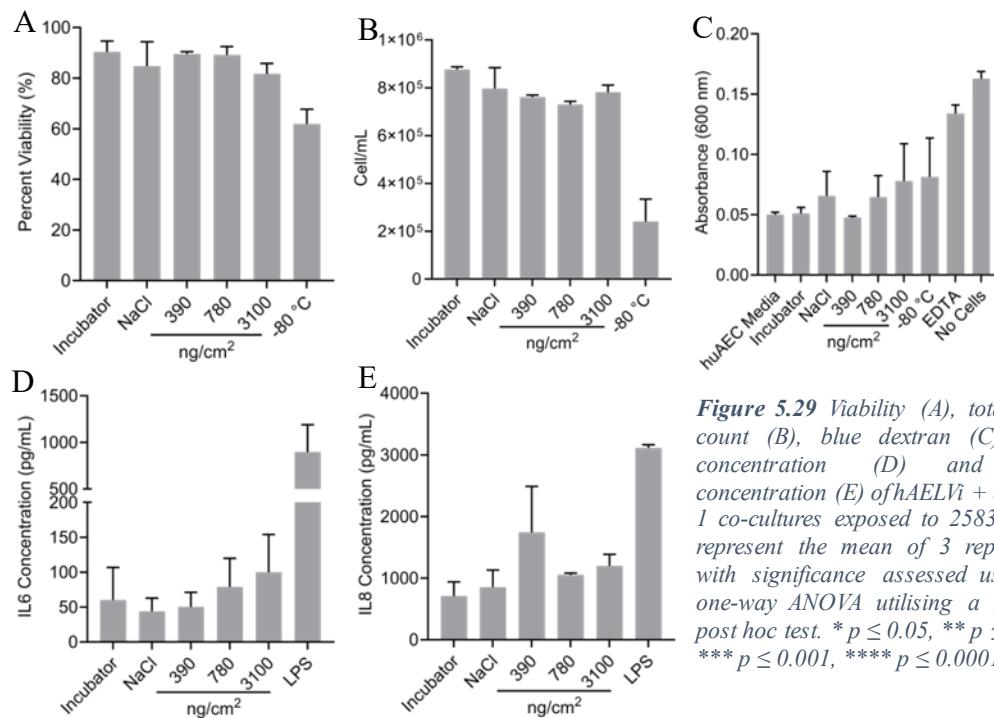 A
Percent Viability (%)
100
80
60
40
20
0
Incubator
NaCl
390
780
3100
-80 °C
ng/cm²
B
Cell/mL
1×10⁶
8×10⁵
6×10⁵
4×10⁵
2×10⁵
0
Incubator
NaCl
390
780
3100
-80 °C
ng/cm²
C
Absorbance (600 nm)
0.20
0.15
0.10
0.05
0.00
huAEC Media
Incubator
NaCl
390
780
3100
-80 °C
EDTA
No Cells
ng/cm²
D
IL6 Concentration (pg/mL)
1500
1000
500
200
150
100
50
0
Incubator
NaCl
390
780
3100
LPS
ng/cm²
E
IL8 Concentration (pg/mL)
4000
3000
2000
1000
0
Incubator
NaCl
390
780
3100
LPS
ng/cm²
Figure 5.29 Viability (A), tot
count (B), blue dextran (C)
concentration (D) and
concentration (E) of hAELVi +
1 co-cultures exposed to 2583
represent the mean of 3 rep
with significance assessed us
one-way ANOVA utilising a
post hoc test. * p ≤ 0.05, ** p ≤
*** p ≤ 0.001, **** p ≤ 0.0001